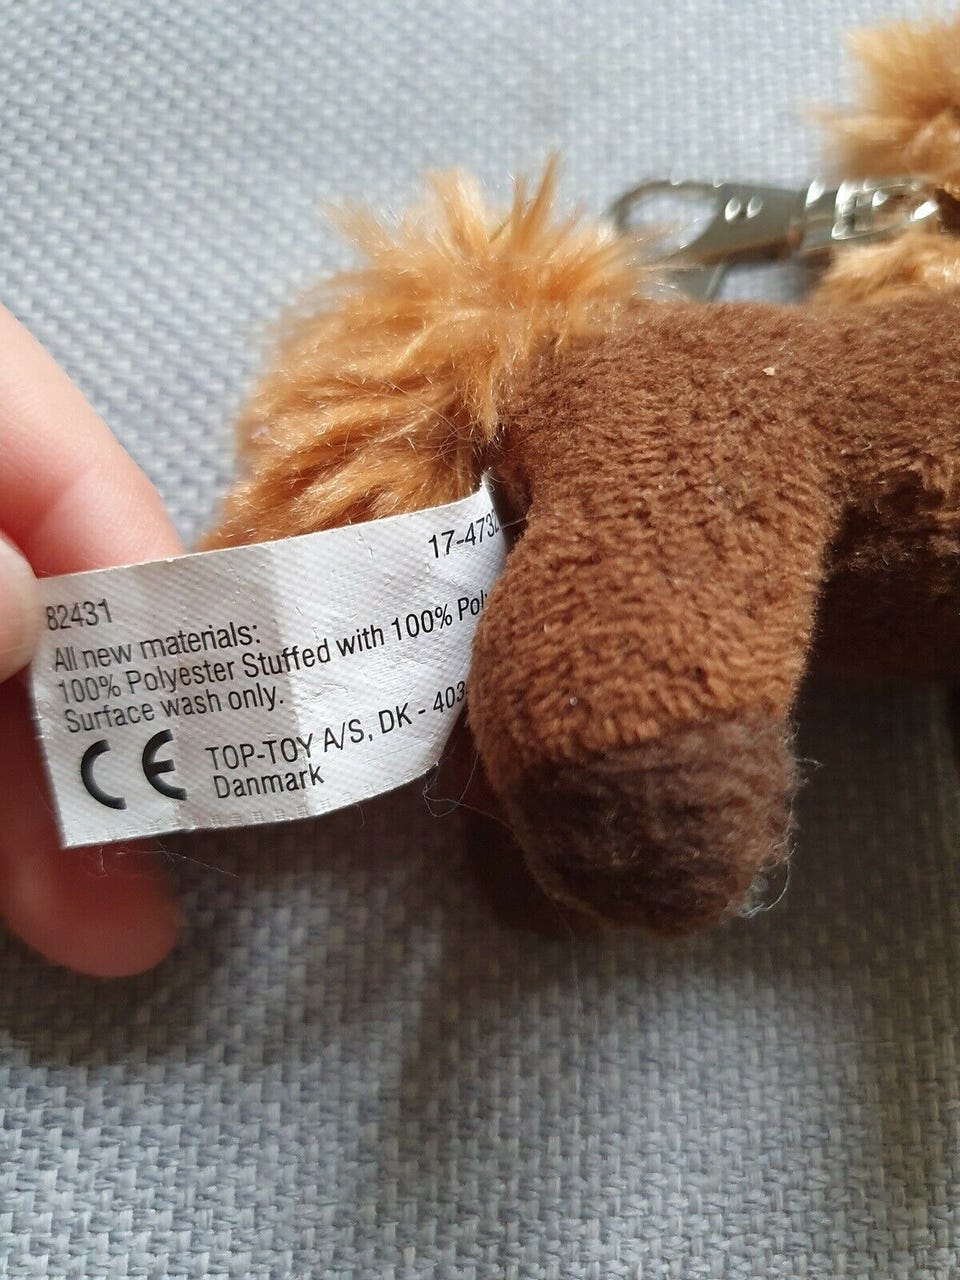 17-4732
82431
All new materials:
100% Polyester Stuffed with 100% Pol
Surface wash only.
CE TOP-TOY A/S, DK - 403
Danmark